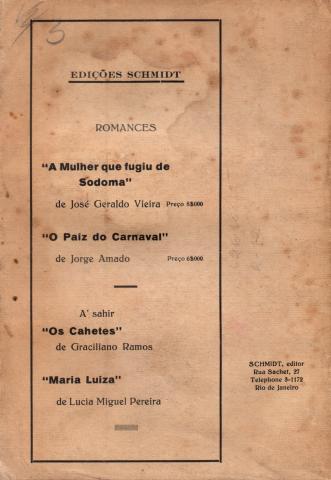 EDIÇÕES SCHMIDT
ROMANCES
"A Mulher que fugiu de
Sodoma"
de José Geraldo Vieira Preço 8$000
"O Paiz do Carnaval"
de Jorge Amado Preço 6$000
A' sahir
"Os Cahetes"
de Graciliano Ramos
"Maria Luiza"
de Lucia Miguel Pereira
SCHMIDT, editor
Rua Sachet, 27
Telephone 3-1172
Rio de Janeiro